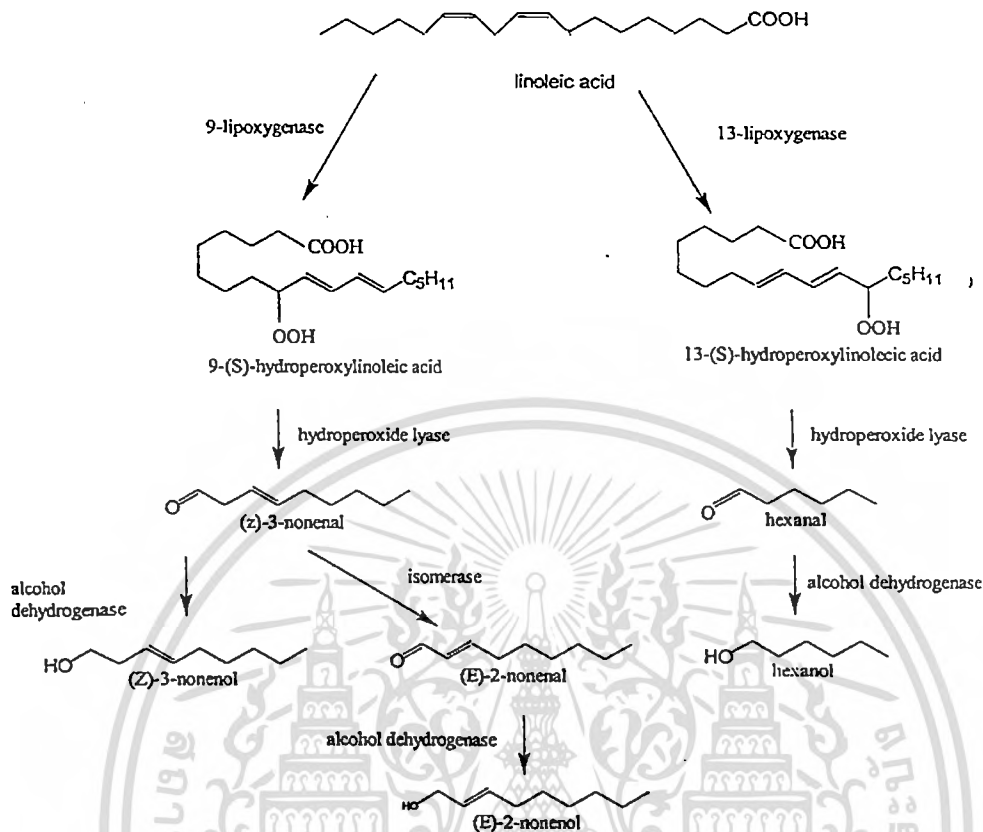 COOH
linoleic acid
9-lipoxygenase
13-lipoxygenase
COOH
C5H11
OOH
9-(S)-hydroperoxylinoleic acid
COOH
C5H11
)
OOH
13-(S)-hydroperoxylinolecic acid
hydroperoxide lyase
hydroperoxide lyase
O
(z)-3-nonenal
O
hexanal
alcohol
dehydrogenase
isomerase
alcohol dehydrogenase
HO
(Z)-3-nonenol
O
(E)-2-nonenal
HO
hexanol
alcohol dehydrogenase
HO
(E)-2-nonenol